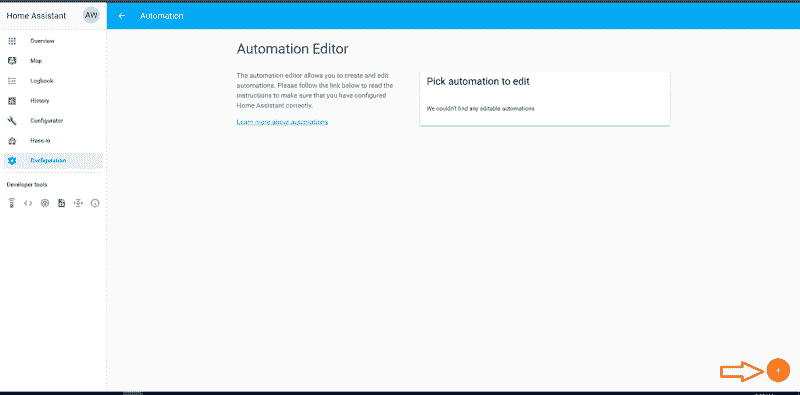 Home Assistant
AW
Automation
Overview
Map
Logbook
History
Configurator
Hass.io
Configuration
Developer tools
Automation Editor
The automation editor allows you to create and edit
automations. Please follow the link below to read the
instructions to make sure that you have configured
Home Assistant correctly.
Learn more about automations
Pick automation to edit
We couldn't find any editable automations
+